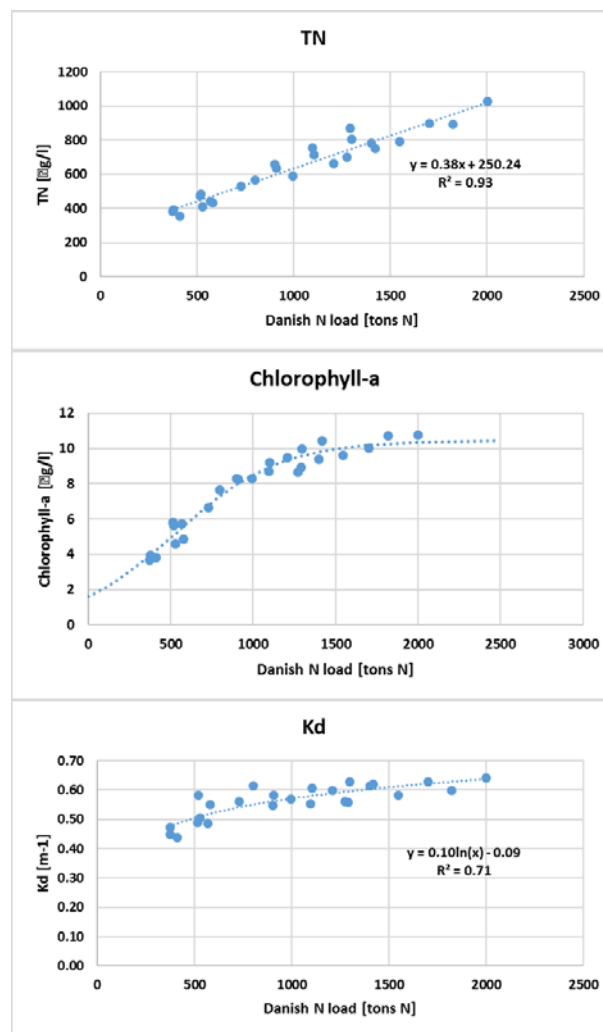 TN
1200
1000
800
600
400
200
0
TN [⍰g/l]
y = 0.38x + 250.24
R² = 0.93
0 500 1000 1500 2000 2500
Danish N load [tons N]
Chlorophyll-a
12
10
8
6
4
2
0
Chlorophyll-a [⍰g/l]
0 500 1000 1500 2000 2500 3000
Danish N load [tons N]
Kd
0.70
0.60
0.50
0.40
0.30
0.20
0.10
0.00
Kd [m-1]
y = 0.10ln(x) - 0.09
R² = 0.71
0 500 1000 1500 2000 2500
Danish N load [tons N]